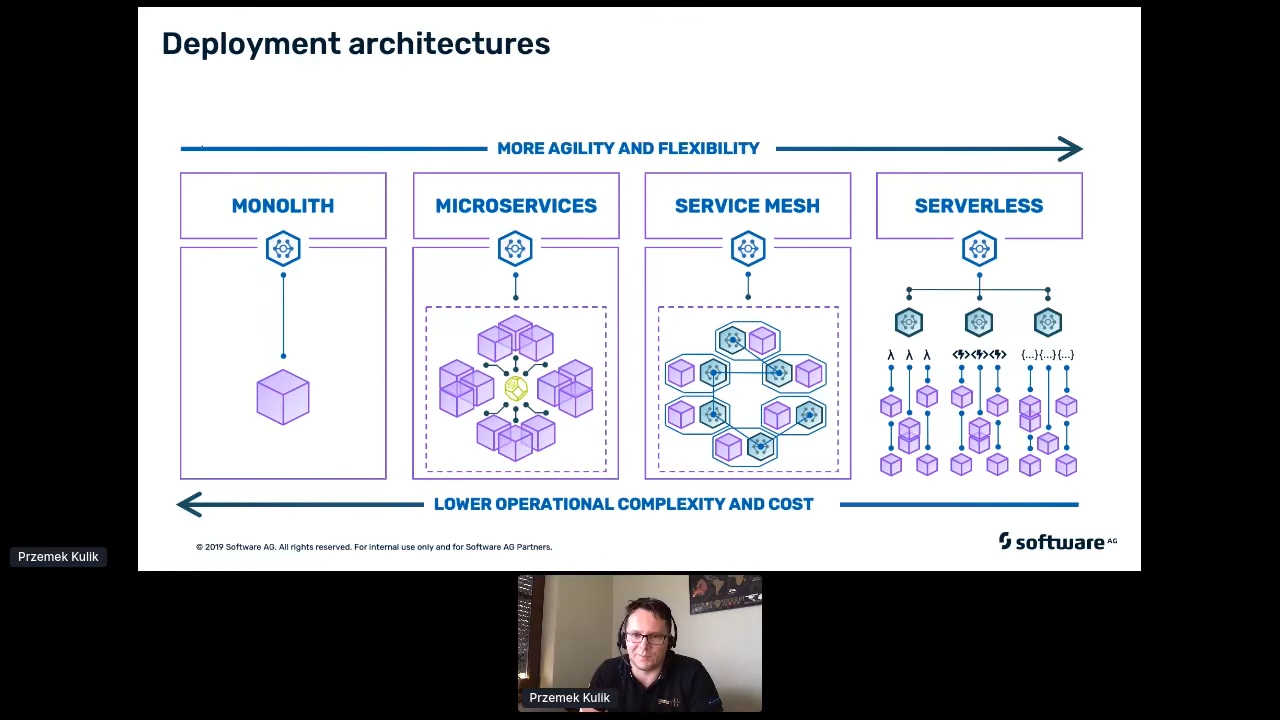 Deployment architectures
MORE AGILITY AND FLEXIBILITY
MONOLITH
MICROSERVICES
SERVICE MESH
SERVERLESS
λ λ λ
{...}{...}{...}
LOWER OPERATIONAL COMPLEXITY AND COST
© 2019 Software AG. All rights reserved. For internal use only and for Software AG Partners.
software AG
Przemek Kulik
Przemek Kulik